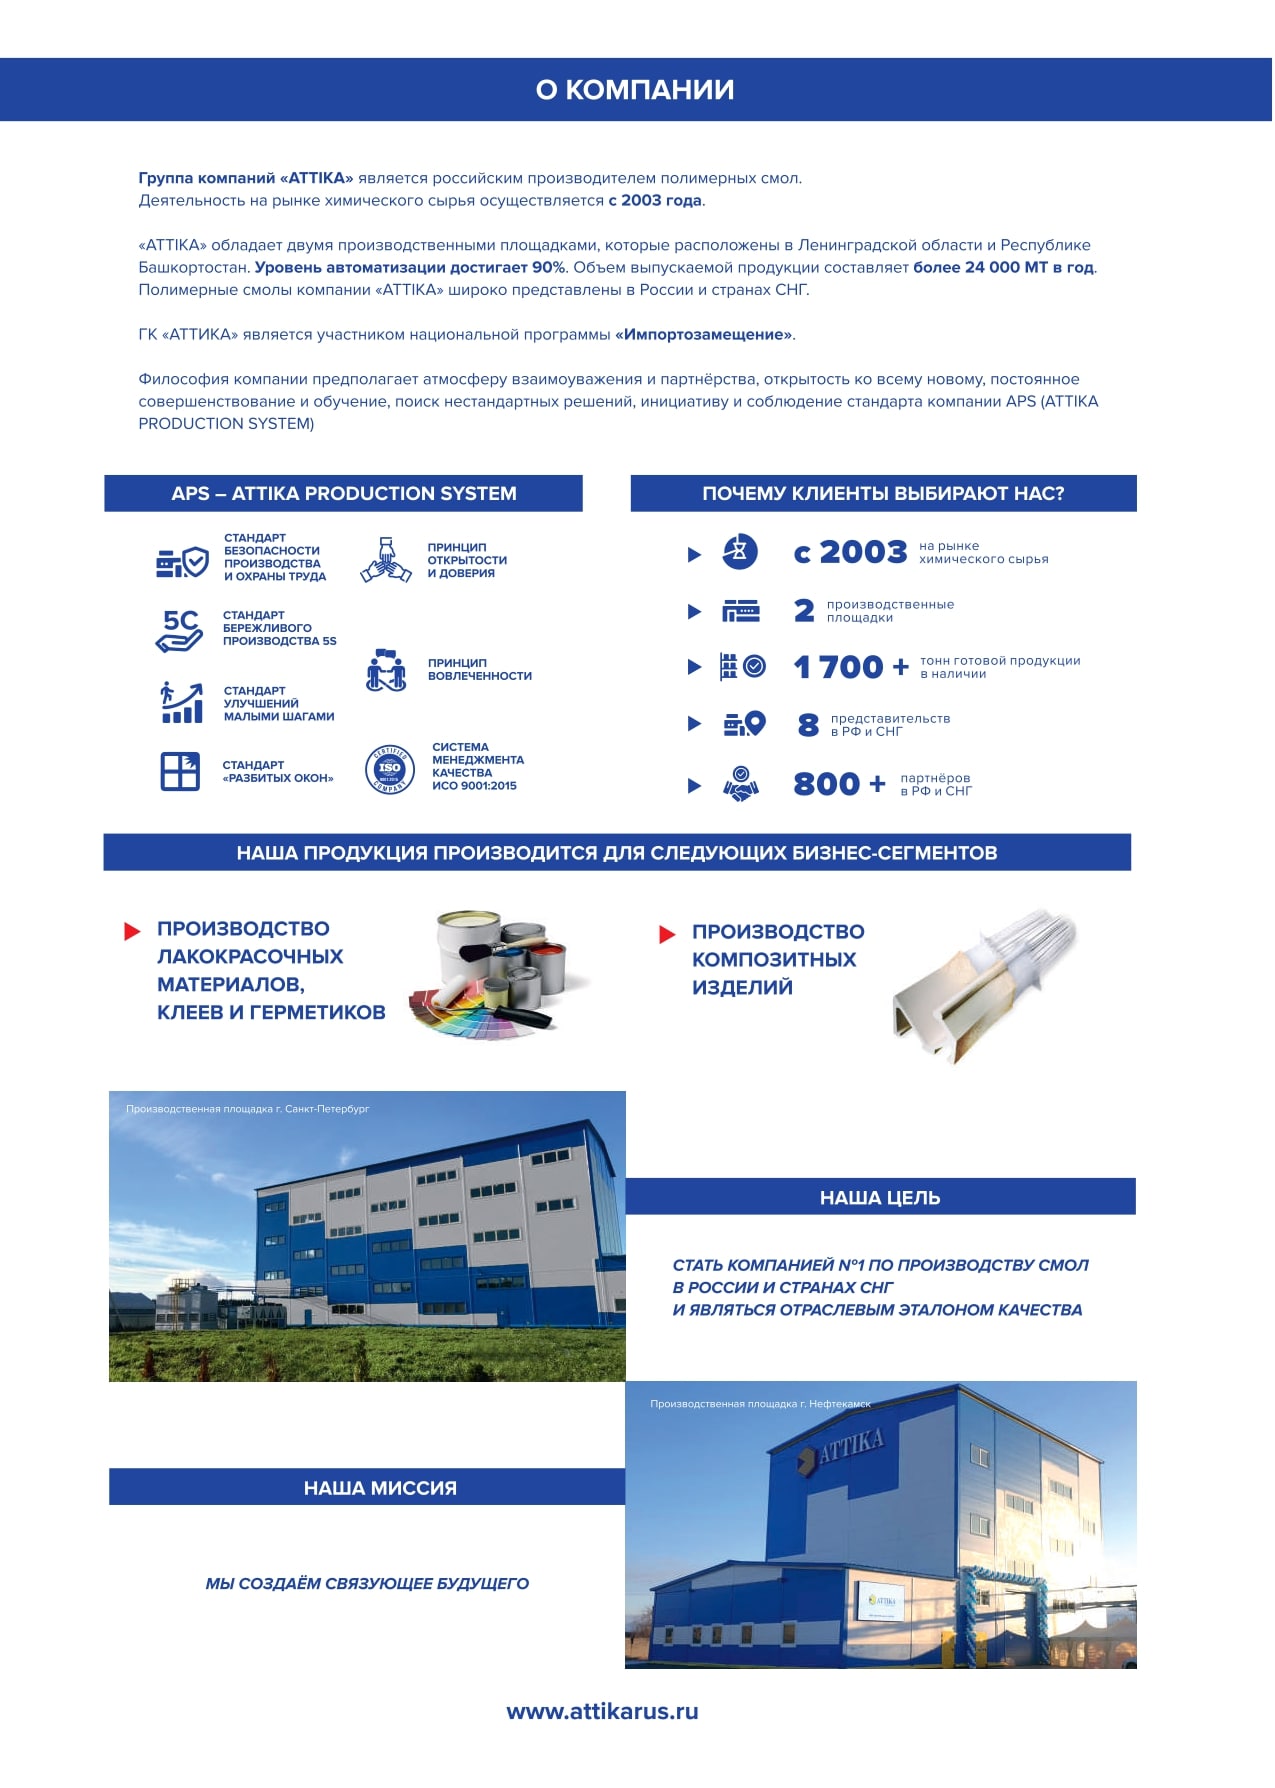 О КОМПАНИИ
Группа компаний «ATTIKA» является российским производителем полимерных смол.
Деятельность на рынке химического сырья осуществляется с 2003 года.
«ATTIKA» обладает двумя производственными площадками, которые расположены в Ленинградской области и Республике
Башкортостан. Уровень автоматизации достигает 90%. Объем выпускаемой продукции составляет более 24 000 МТ в год.
Полимерные смолы компании «ATTIKA» широко представлены в России и странах СНГ.
ГК «АТТИКА» является участником национальной программы «Импортозамещение».
Философия компании предполагает атмосферу взаимоуважения и партнёрства, открытость ко всему новому, постоянное
совершенствование и обучение, поиск нестандартных решений, инициативу и соблюдение стандарта компании APS (ATTIKA
PRODUCTION SYSTEM)
APS – ATTIKA PRODUCTION SYSTEM
СТАНДАРТ
БЕЗОПАСНОСТИ
ПРОИЗВОДСТВА
И ОХРАНЫ ТРУДА
5С
СТАНДАРТ
БЕРЕЖЛИВОГО
ПРОИЗВОДСТВА 5S
СТАНДАРТ
УЛУЧШЕНИЙ
МАЛЫМИ ШАГАМИ
СТАНДАРТ
«РАЗБИТЫХ ОКОН»
ПРИНЦИП
ОТКРЫТОСТИ
И ДОВЕРИЯ
ПРИНЦИП
ВОВЛЕЧЕННОСТИ
CERTIFIED
ISO
9001:2015
COMPANY
СИСТЕМА
МЕНЕДЖМЕНТА
КАЧЕСТВА
ИСО 9001:2015
ПОЧЕМУ КЛИЕНТЫ ВЫБИРАЮТ НАС?
с 2003 на рынке
химического сырья
2 производственные
площадки
1 700 + тонн готовой продукции
в наличии
8 представительств
в РФ и СНГ
800 + партнёров
в РФ и СНГ
НАША ПРОДУКЦИЯ ПРОИЗВОДИТСЯ ДЛЯ СЛЕДУЮЩИХ БИЗНЕС-СЕГМЕНТОВ
ПРОИЗВОДСТВО
ЛАКОКРАСОЧНЫХ
МАТЕРИАЛОВ,
КЛЕЕВ И ГЕРМЕТИКОВ
ПРОИЗВОДСТВО
КОМПОЗИТНЫХ
ИЗДЕЛИЙ
Производственная площадка г. Санкт-Петербург
НАША ЦЕЛЬ
СТАТЬ КОМПАНИЕЙ №1 ПО ПРОИЗВОДСТВУ СМОЛ
В РОССИИ И СТРАНАХ СНГ
И ЯВЛЯТЬСЯ ОТРАСЛЕВЫМ ЭТАЛОНОМ КАЧЕСТВА
Производственная площадка г. Нефтекамск
ATTIKA
ATTIKA
НАША МИССИЯ
МЫ СОЗДАЁМ СВЯЗУЮЩЕЕ БУДУЩЕГО
www.attikarus.ru